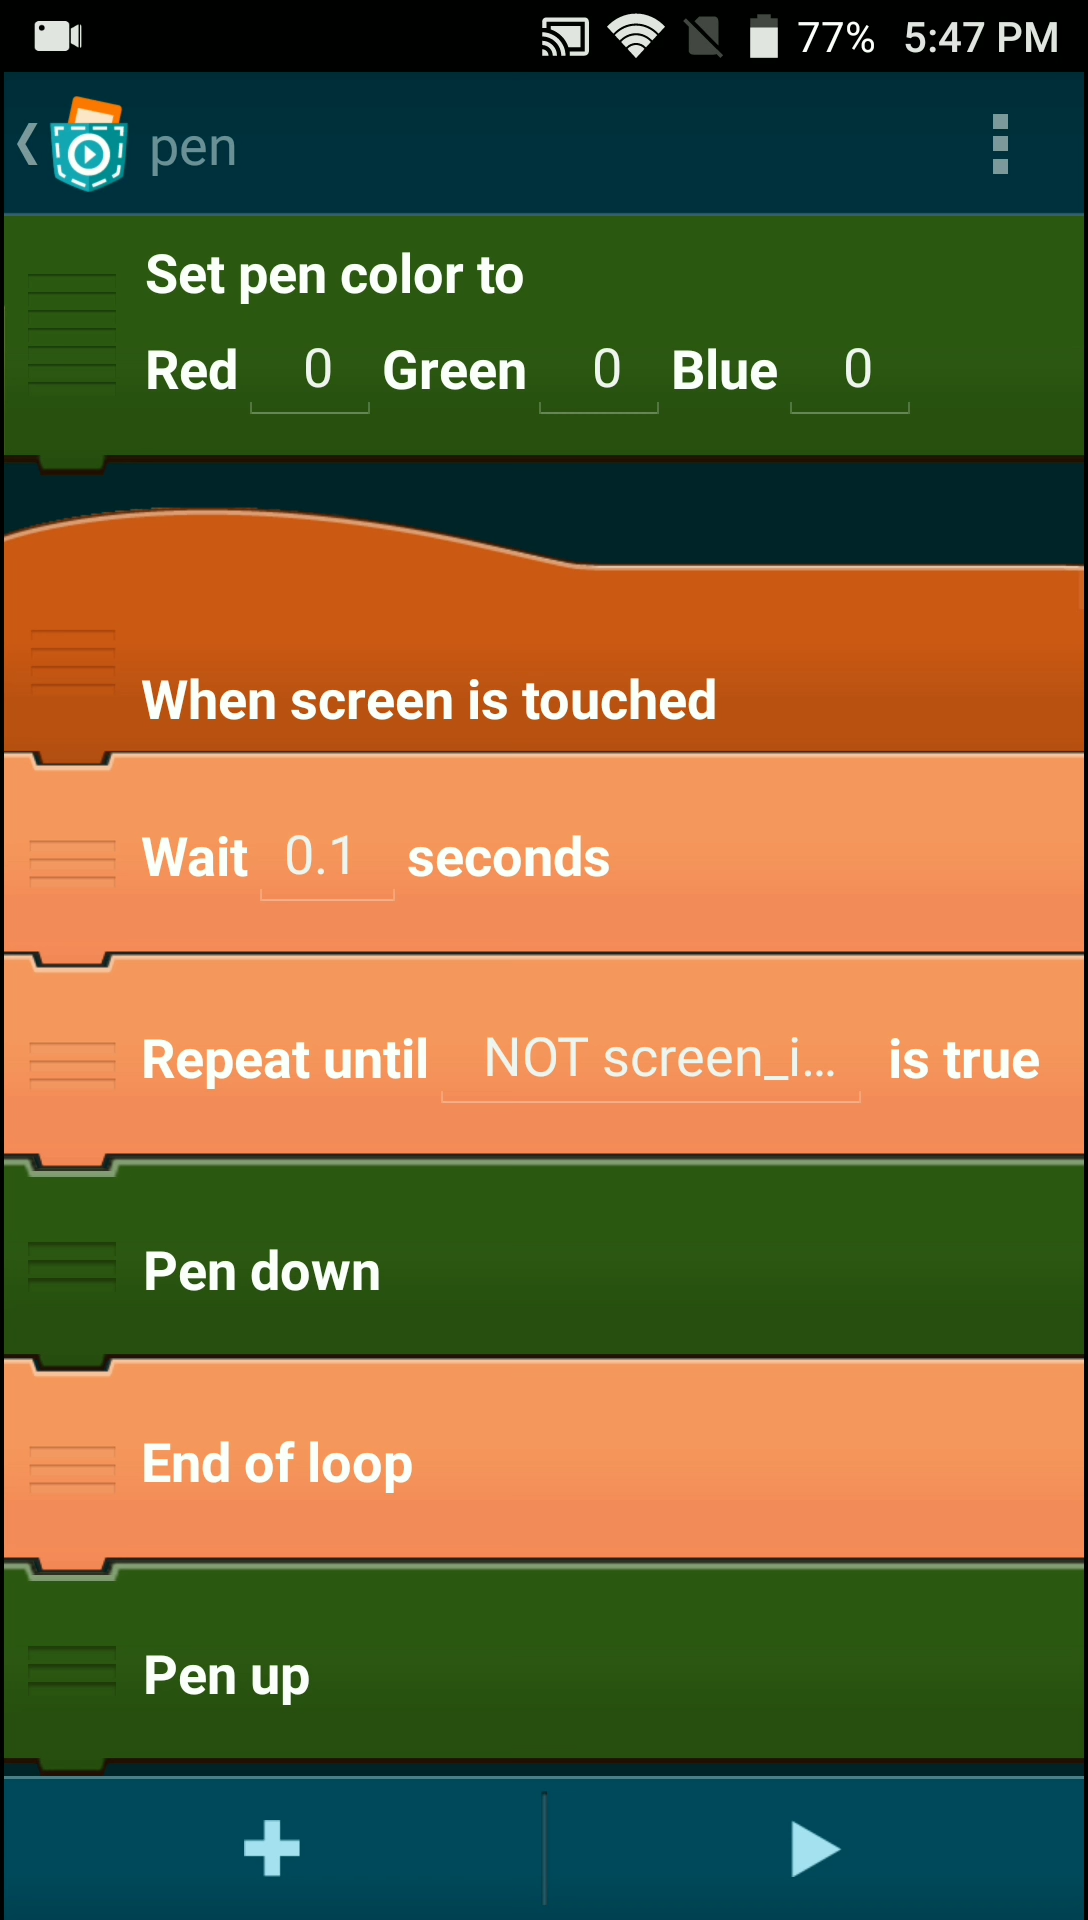 77% 5:47 PM
pen
Set pen color to
Red 0 Green 0 Blue 0
When screen is touched
Wait 0.1 seconds
Repeat until NOT screen_i... is true
Pen down
End of loop
Pen up